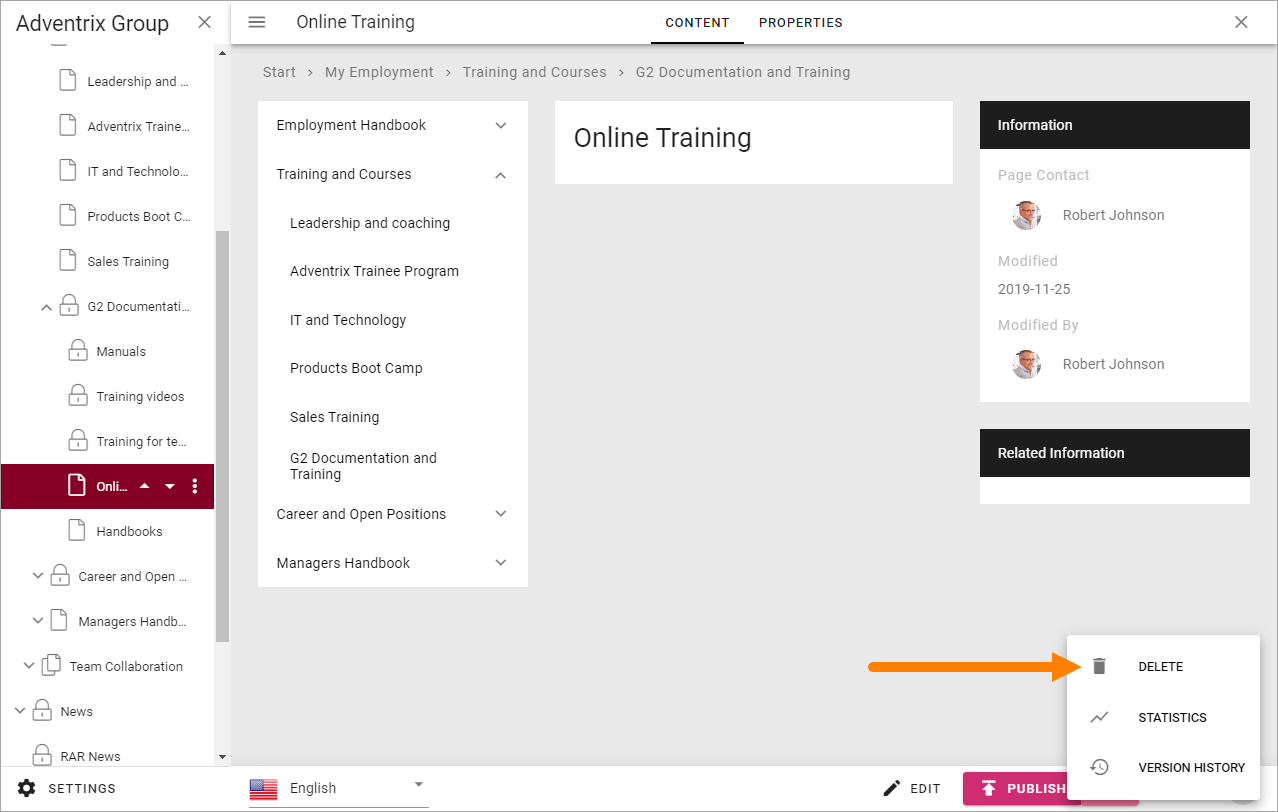 Adventrix Group
Leadership and ...
Adventrix Traine...
IT and Technolo...
Products Boot C...
Sales Training
G2 Documentati...
Manuals
Training videos
Training for te...
Onli...
Handbooks
Career and Open ...
Managers Handb...
Team Collaboration
News
RAR News
SETTINGS
Online Training
CONTENT PROPERTIES
Start > My Employment > Training and Courses > G2 Documentation and Training
Employment Handbook
Training and Courses
Leadership and coaching
Adventrix Trainee Program
IT and Technology
Products Boot Camp
Sales Training
G2 Documentation and
Training
Career and Open Positions
Managers Handbook
Online Training
Information
Page Contact
Robert Johnson
Modified
2019-11-25
Modified By
Robert Johnson
Related Information
DELETE
STATISTICS
VERSION HISTORY
English
EDIT
PUBLISH